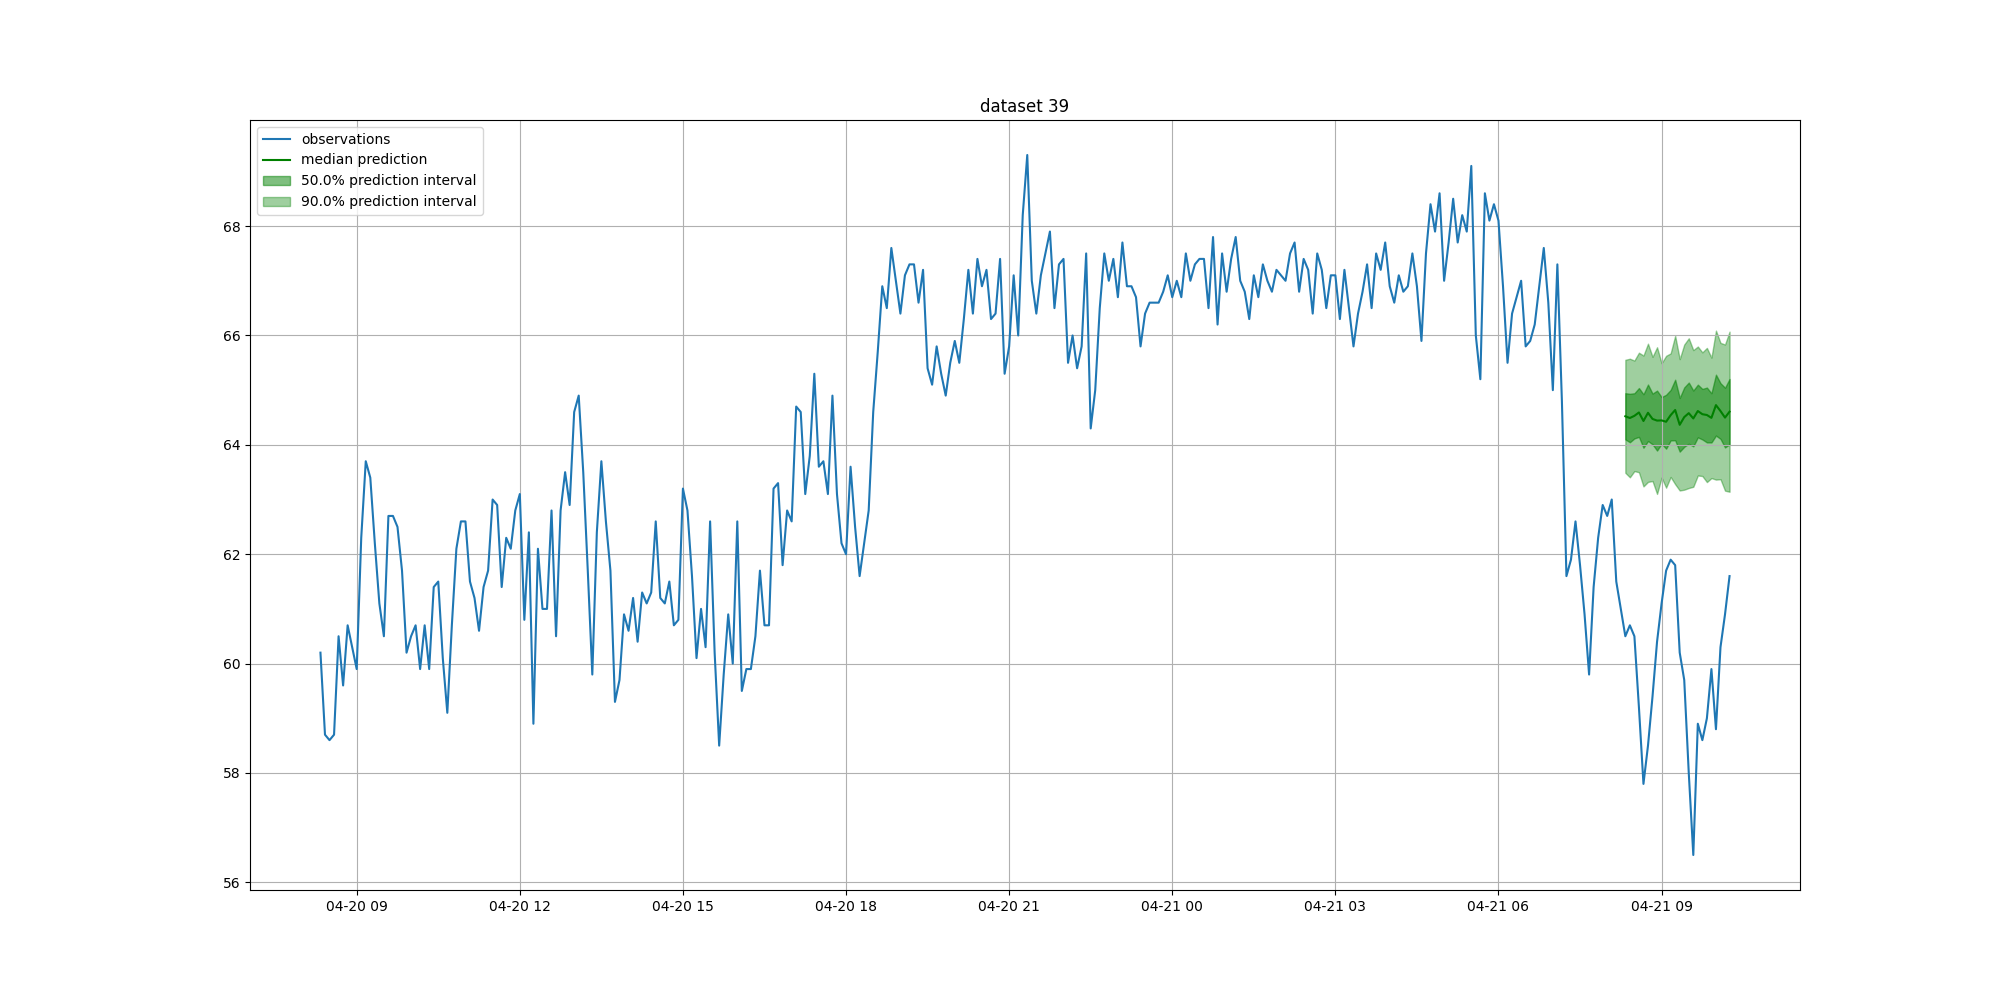 dataset 39
observations
median prediction
50.0% prediction interval
90.0% prediction interval
68
66
64
62
60
58
56
04-20 09 04-20 12 04-20 15 04-20 18 04-20 21 04-21 00 04-21 03 04-21 06 04-21 09